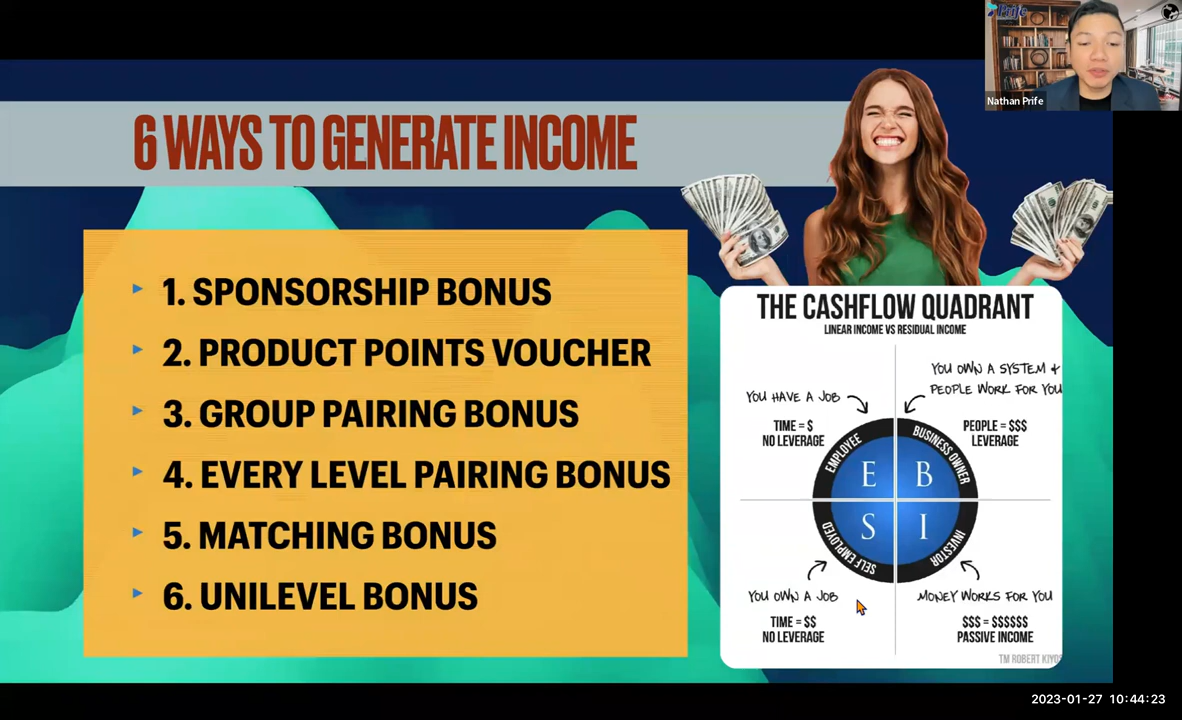 Prife
Nathan Prife
6 WAYS TO GENERATE INCOME
1. SPONSORSHIP BONUS
2. PRODUCT POINTS VOUCHER
3. GROUP PAIRING BONUS
4. EVERY LEVEL PAIRING BONUS
5. MATCHING BONUS
6. UNILEVEL BONUS
THE CASHFLOW QUADRANT
LINEAR INCOME VS RESIDUAL INCOME
YOU HAVE A JOB
TIME = $
NO LEVERAGE
YOU OWN A SYSTEM +
PEOPLE WORK FOR YOU
PEOPLE = $$$
LEVERAGE
EMPLOYEE
BUSINESS OWNER
E
B
S
I
SELF EMPLOYED
INVESTOR
YOU OWN A JOB
TIME = $$
NO LEVERAGE
MONEY WORKS FOR YOU
$$$ = $$$$$$
PASSIVE INCOME
TM ROBERT KIYOS
2023-01-27 10:44:23